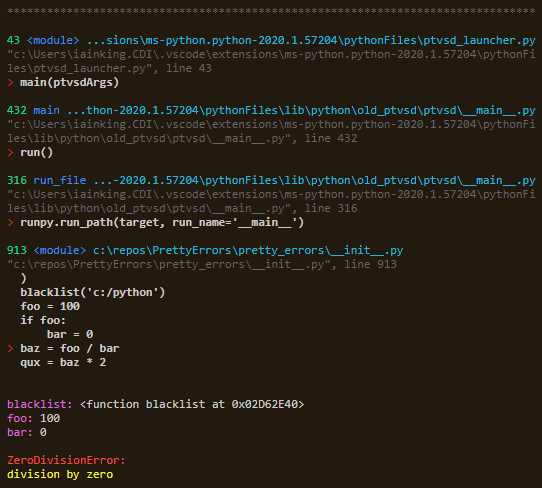 ********************************************************************************
43 <module> ...sions\ms-python.python-2020.1.57204\pythonFiles\ptvsd_launcher.py
"c:\Users\iainking.CDI\.vscode\extensions\ms-python.python-2020.1.57204\pythonFi
les\ptvsd_launcher.py", line 43
> main(ptvsdArgs)
432 main ...thon-2020.1.57204\pythonFiles\lib\python\old_ptvsd\ptvsd\__main__.py
"c:\Users\iainking.CDI\.vscode\extensions\ms-python.python-2020.1.57204\pythonFi
les\lib\python\old_ptvsd\ptvsd\__main__.py", line 432
> run()
316 run_file ...-2020.1.57204\pythonFiles\lib\python\old_ptvsd\ptvsd\__main__.py
"c:\Users\iainking.CDI\.vscode\extensions\ms-python.python-2020.1.57204\pythonFi
les\lib\python\old_ptvsd\ptvsd\__main__.py", line 316
> runpy.run_path(target, run_name='__main__')
913 <module> c:\repos\PrettyErrors\pretty_errors\__init__.py
"c:\repos\PrettyErrors\pretty_errors\__init__.py", line 913
  )
  blacklist('c:/python')
  foo = 100
  if foo:
      bar = 0
> baz = foo / bar
  qux = baz * 2
blacklist: <function blacklist at 0x02D62E40>
foo: 100
bar: 0
ZeroDivisionError:
division by zero